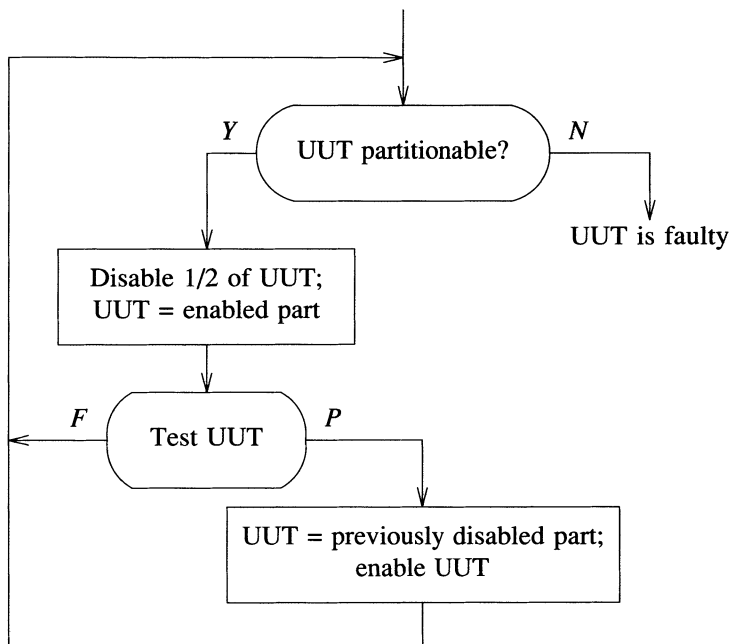 Y
UUT partitionable?
N
UUT is faulty
Disable 1/2 of UUT;
UUT = enabled part
F
Test UUT
P
UUT = previously disabled part;
enable UUT